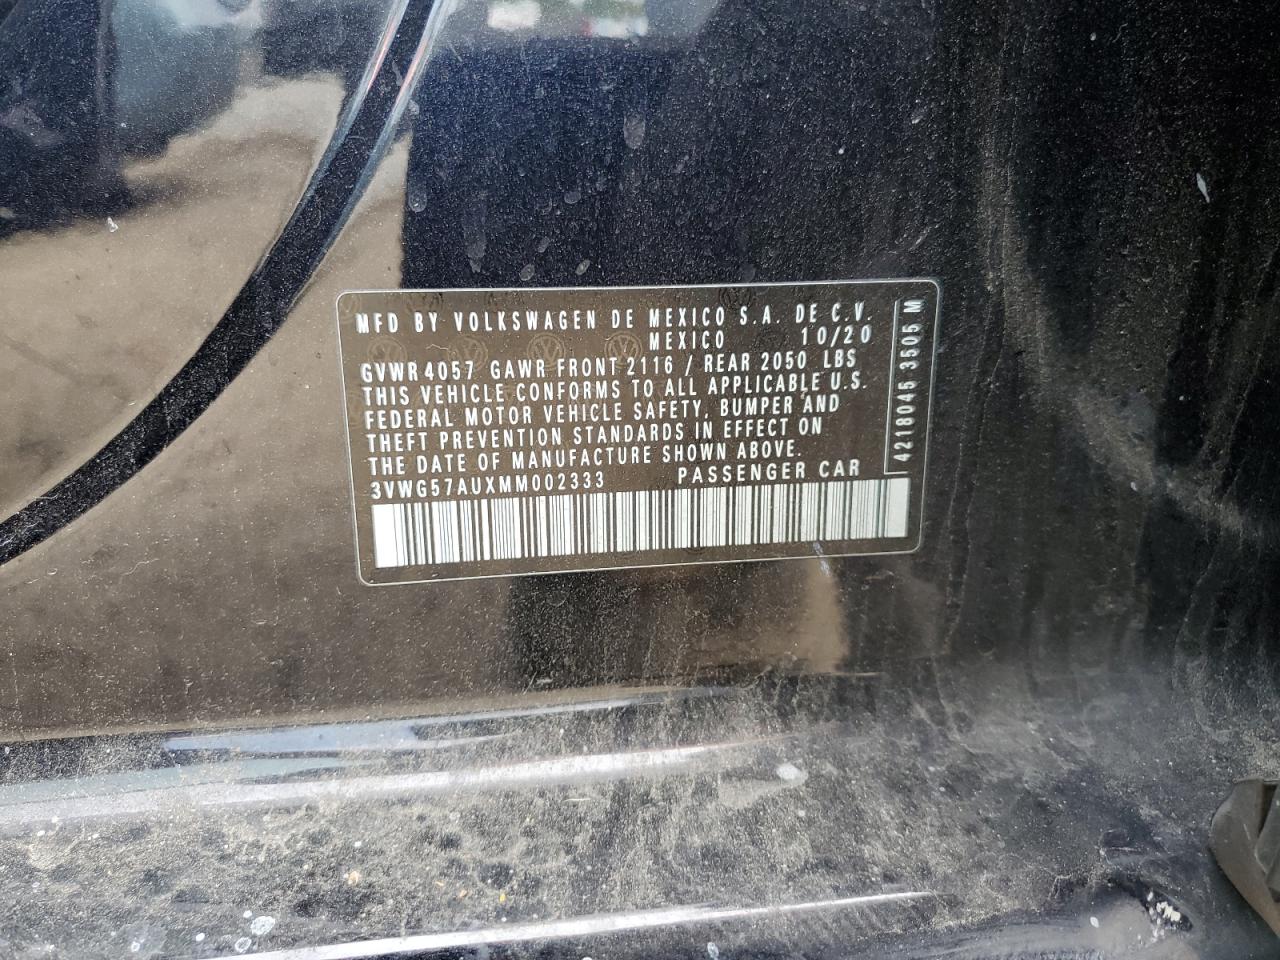 MFD BY VOLKSWAGEN DE MEXICO S.A. DE C.V.
MEXICO 10/20
GVWR 4057 GAWR FRONT 2116 / REAR 2050 LBS
THIS VEHICLE CONFORMS TO ALL APPLICABLE U.S.
FEDERAL MOTOR VEHICLE SAFETY, BUMPER AND
THEFT PREVENTION STANDARDS IN EFFECT ON
THE DATE OF MANUFACTURE SHOWN ABOVE.
3VWG57AUXMM002333 PASSENGER CAR
4218045 3505 M